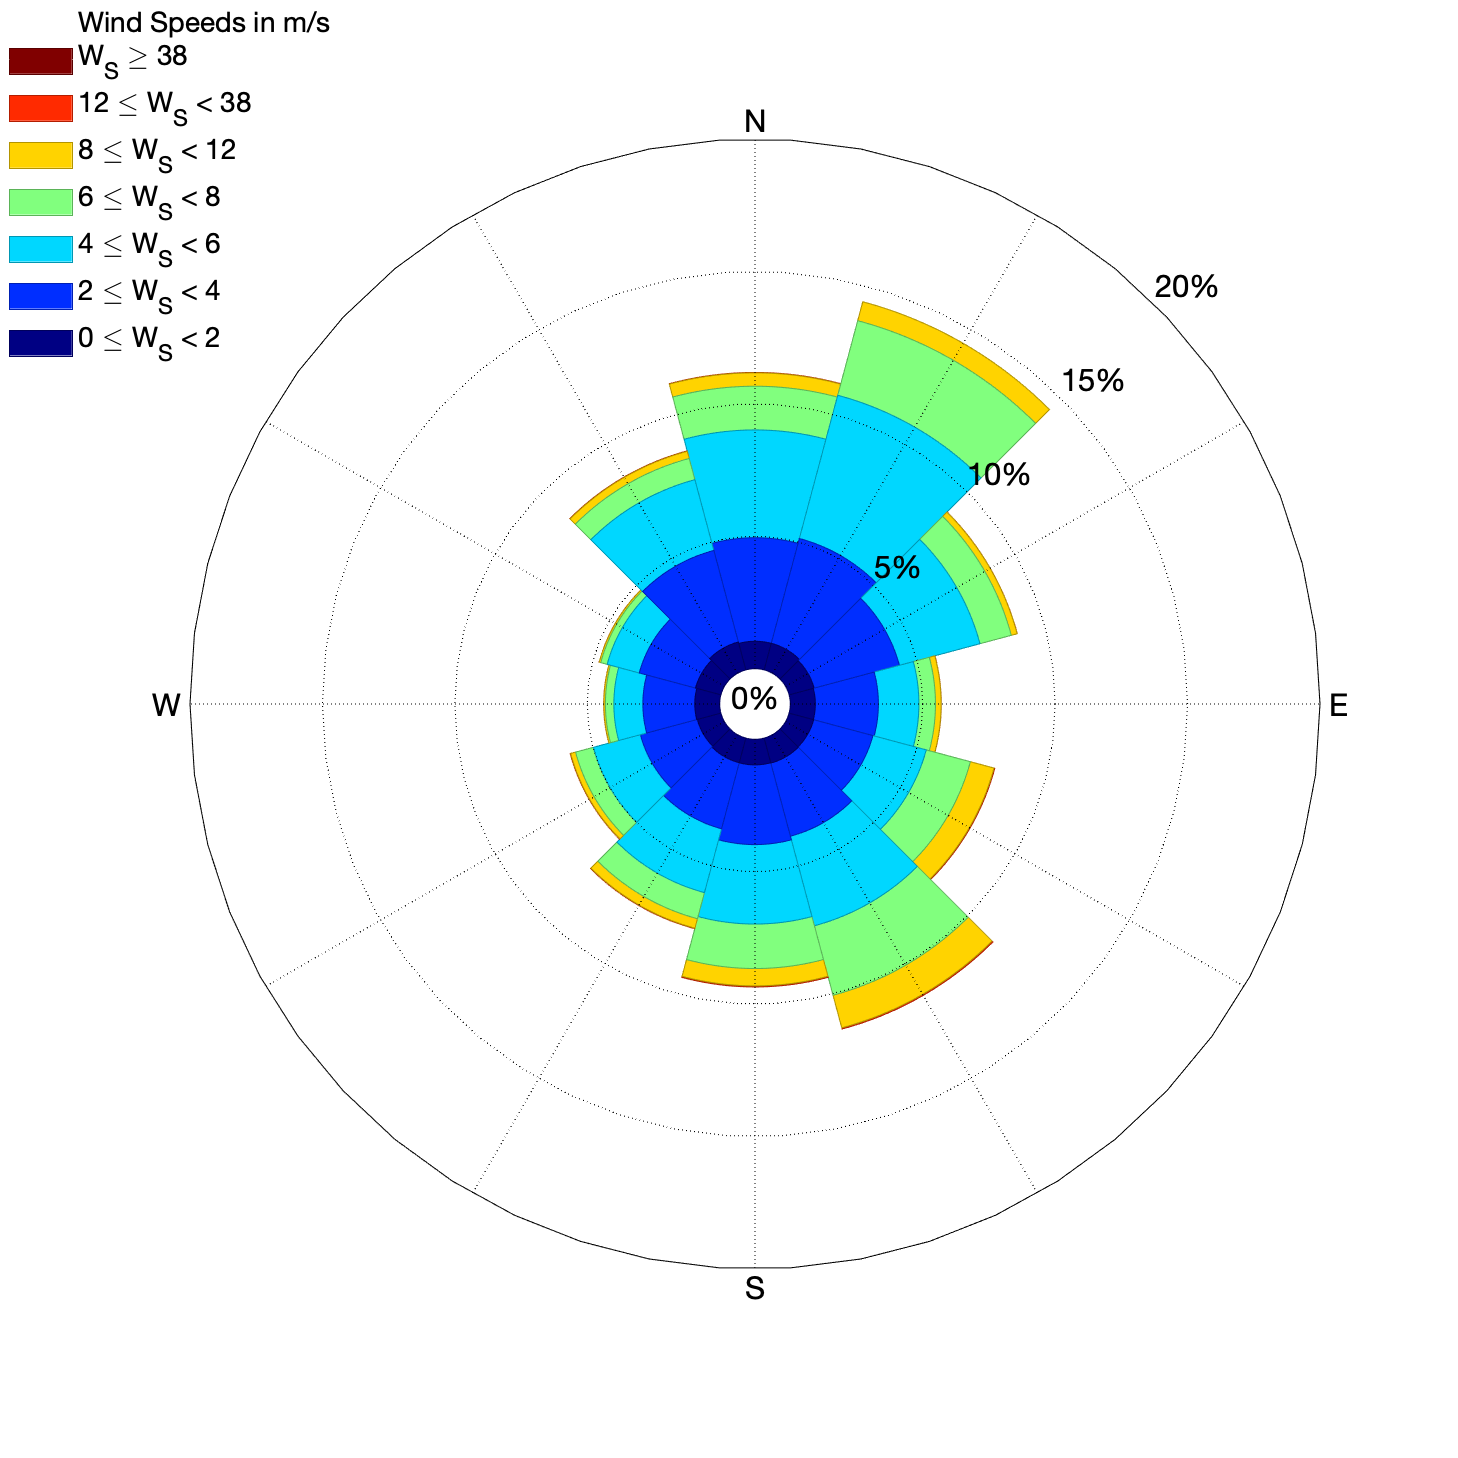 Wind Speeds in m/s
W_S ≥ 38
12 ≤ W_S < 38
8 ≤ W_S < 12
6 ≤ W_S < 8
4 ≤ W_S < 6
2 ≤ W_S < 4
0 ≤ W_S < 2
N
20%
15%
10%
5%
W
0%
E
S